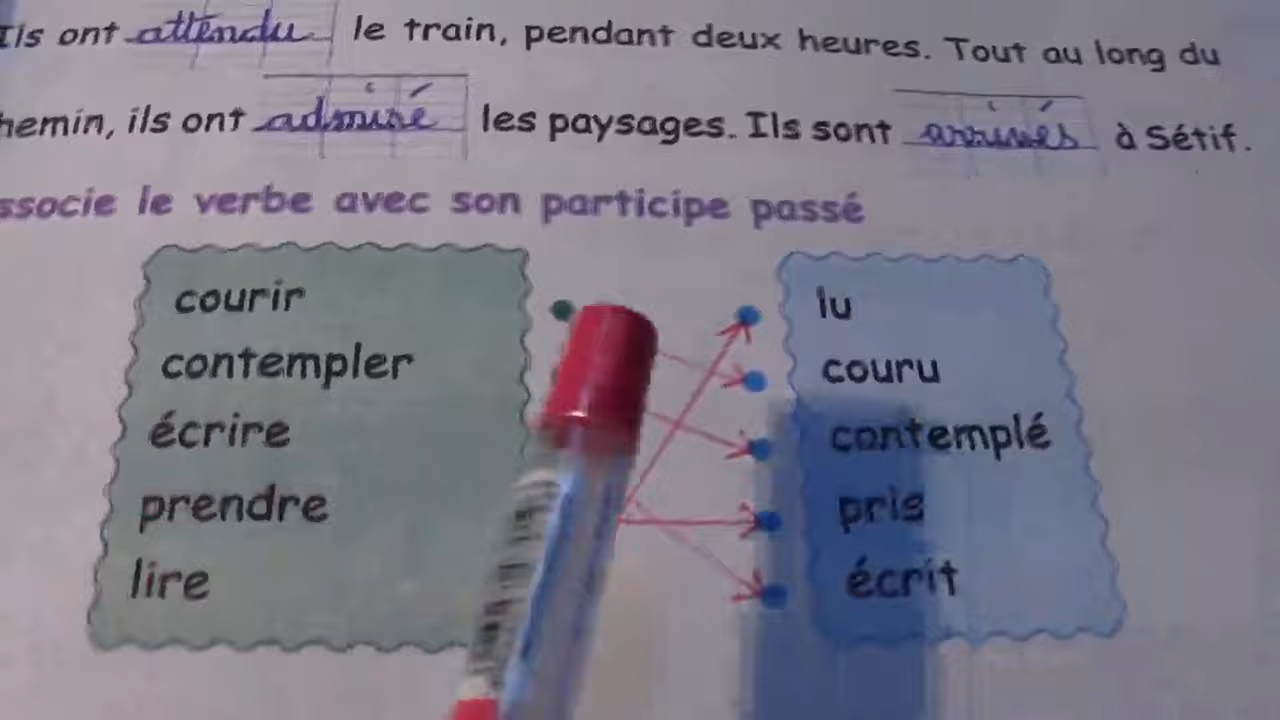 Ils ont attendu le train, pendant deux heures. Tout au long du
hemin, ils ont admiré les paysages. Ils sont arrivés à Sétif.
ssocie le verbe avec son participe passé
courir
contempler
écrire
prendre
lire
lu
couru
contemplé
pris
écrit